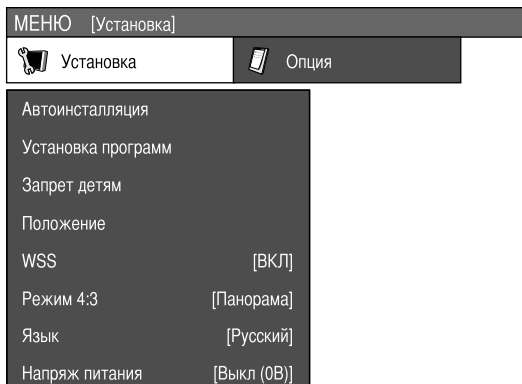 МЕНЮ [Установка]
Установка Опция
Автоинсталляция
Установка программ
Запрет детям
Положение
WSS [ВКЛ]
Режим 4:3 [Панорама]
Язык [Русский]
Напряж питания [Выкл (0В)]